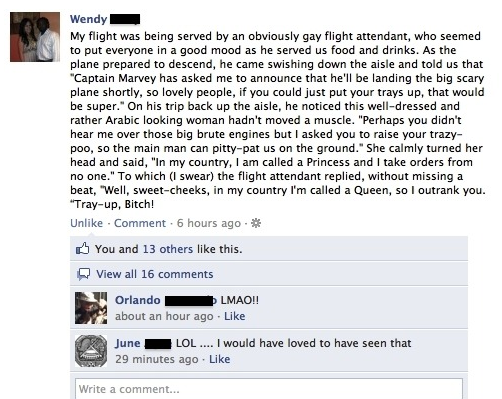 Wendy
My flight was being served by an obviously gay flight attendant, who seemed
to put everyone in a good mood as he served us food and drinks. As the
plane prepared to descend, he came swishing down the aisle and told us that
"Captain Marvey has asked me to announce that he'll be landing the big scary
plane shortly, so lovely people, if you could just put your trays up, that would
be super." On his trip back up the aisle, he noticed this well-dressed and
rather Arabic looking woman hadn't moved a muscle. "Perhaps you didn't
hear me over those big brute engines but I asked you to raise your trazy-
poo, so the main man can pitty-pat us on the ground." She calmly turned her
head and said, "In my country, I am called a Princess and I take orders from
no one." To which (I swear) the flight attendant replied, without missing a
beat, "Well, sweet-cheeks, in my country I'm called a Queen, so I outrank you.
"Tray-up, Bitch!
Unlike · Comment · 6 hours ago ·
You and 13 others like this.
View all 16 comments
Orlando LMAO!!
about an hour ago · Like
June LOL .... I would have loved to have seen that
29 minutes ago · Like
Write a comment...